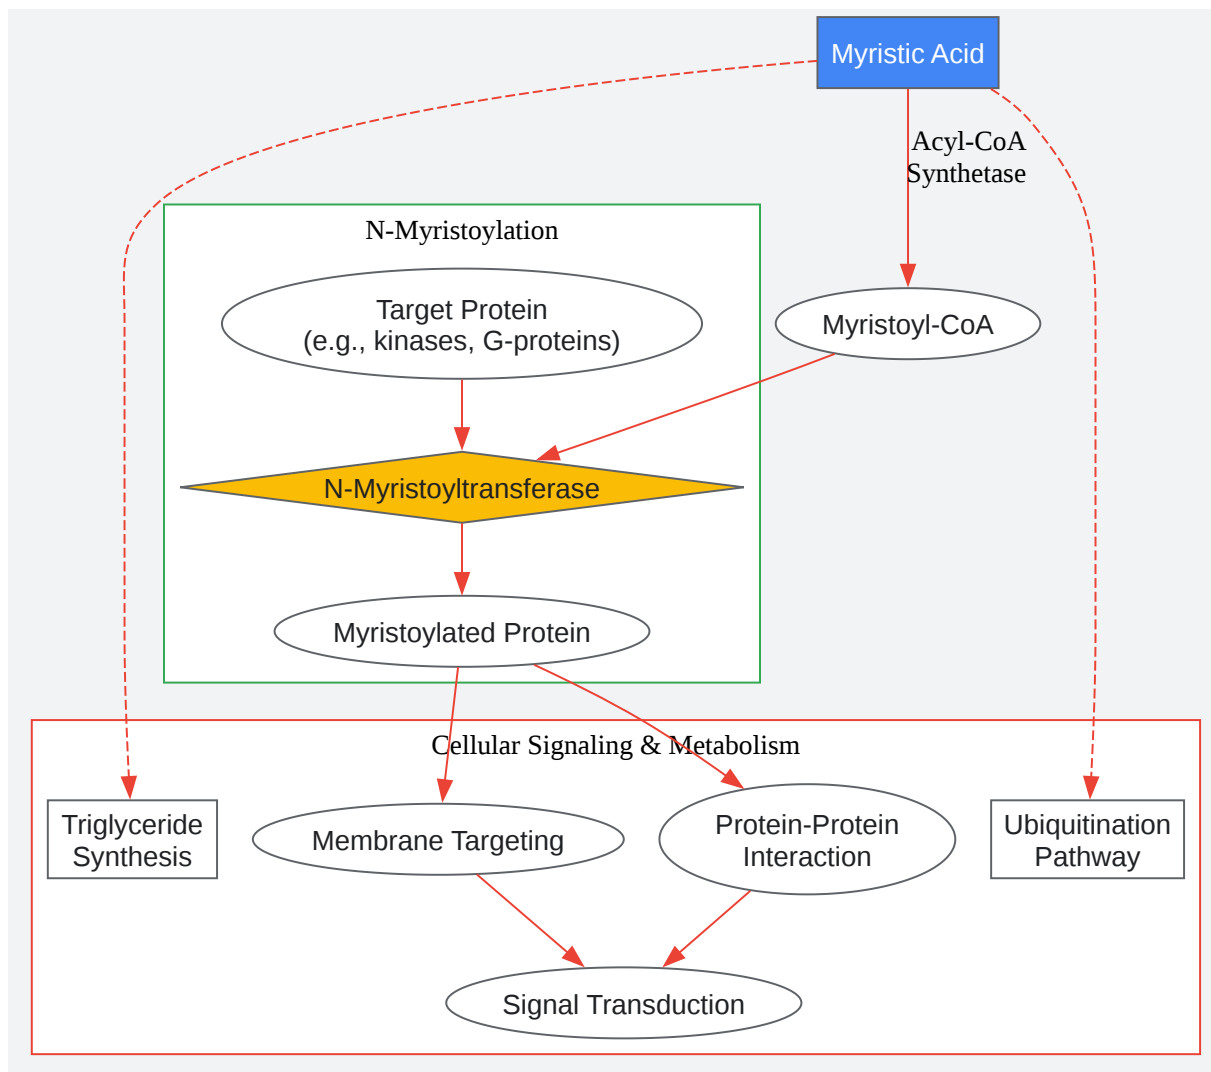 Myristic Acid
Acyl-CoA
Synthetase
N-Myristoylation
Target Protein
(e.g., kinases, G-proteins)
Myristoyl-CoA
N-Myristoyltransferase
Myristoylated Protein
Cellular Signaling & Metabolism
Triglyceride
Synthesis
Membrane Targeting
Protein-Protein
Interaction
Ubiquitination
Pathway
Signal Transduction